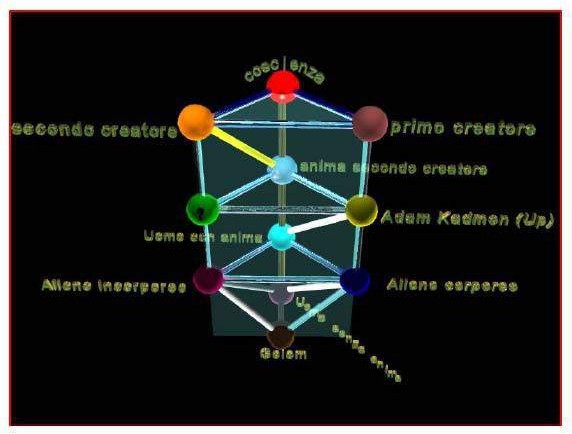 coscienza
secondo creatore
primo creatore
anima secondo creatore
Adam Kadmon (Up)
Uomo con anima
Alieno incorporeo
Alieno corporeo
Uomo senza anima
Golem